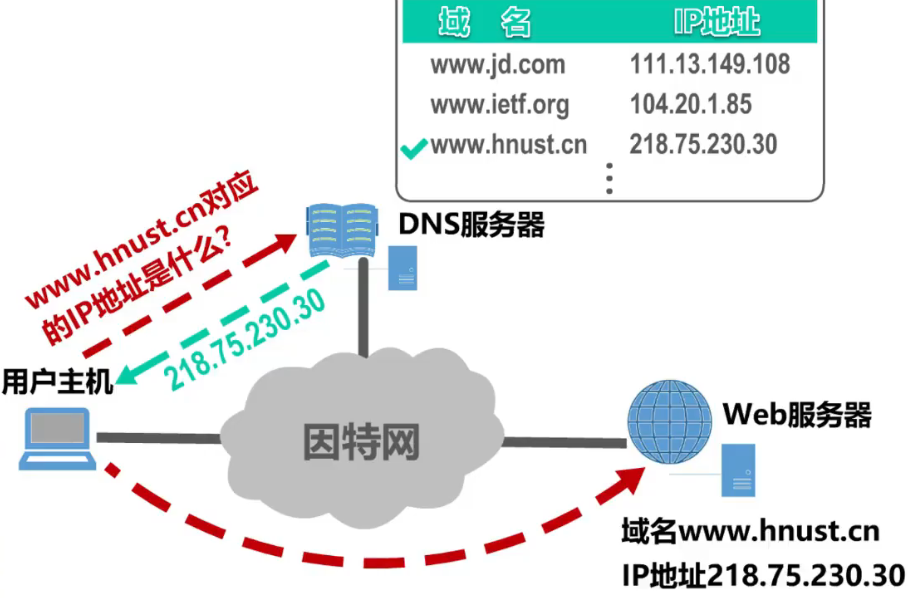 域 名 IP地址
www.jd.com 111.13.149.108
www.ietf.org 104.20.1.85
www.hnust.cn 218.75.230.30
DNS服务器
www.hnust.cn对应
的IP地址是什么?
218.75.230.30
用户主机
因特网
Web服务器
域名www.hnust.cn
IP地址218.75.230.30